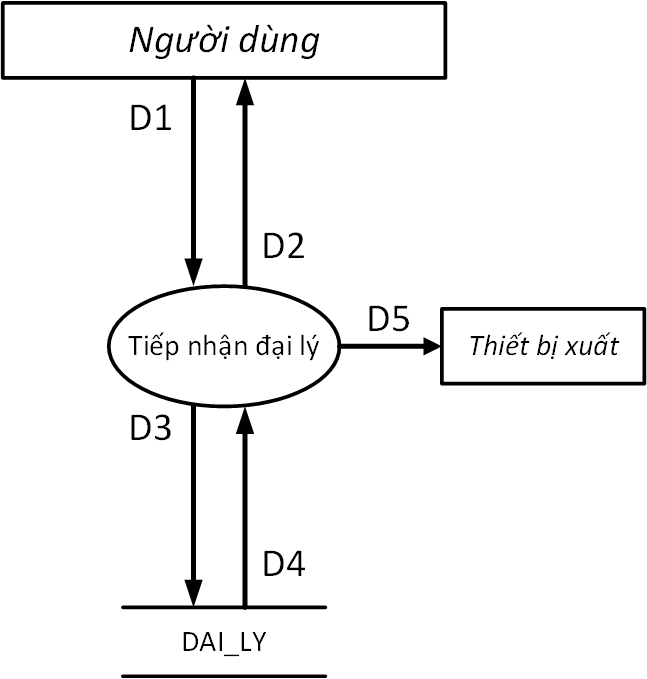 Người dùng
D1
D2
Tiếp nhận đại lý
D5
Thiết bị xuất
D3
D4
DAI_LY